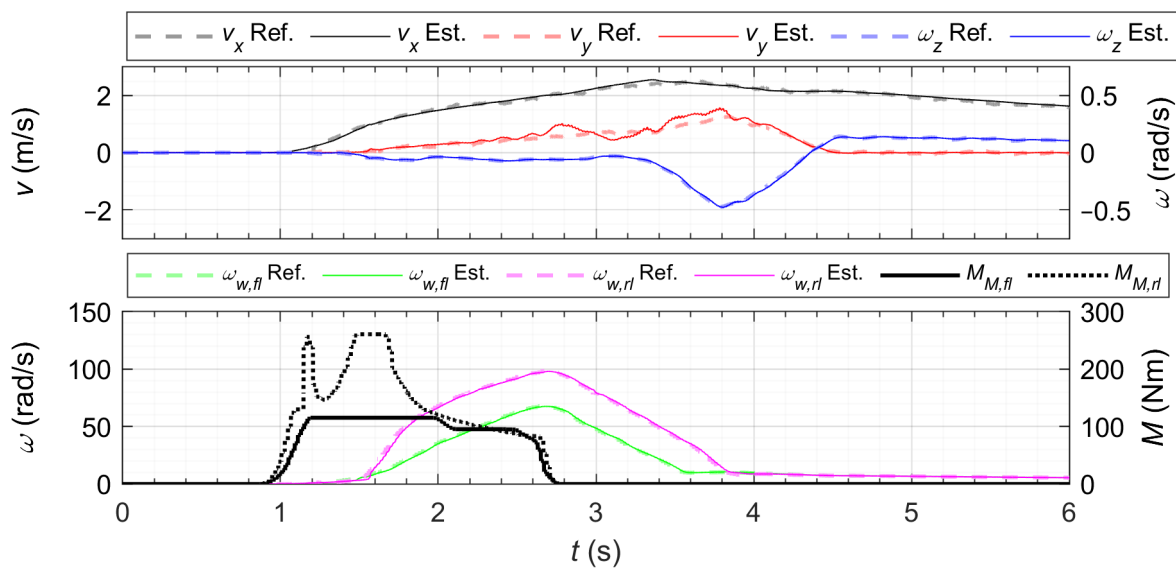 v_x Ref. v_x Est. v_y Ref. v_y Est. ω_z Ref. ω_z Est.
2
0
−2
v (m/s)
0.5
0
−0.5
ω (rad/s)
ω_w,fl Ref. ω_w,fl Est. ω_w,rl Ref. ω_w,rl Est. M_M,fl M_M,rl
150
100
50
0
ω (rad/s)
300
200
100
0
M (Nm)
0 1 2 3 4 5 6
t (s)